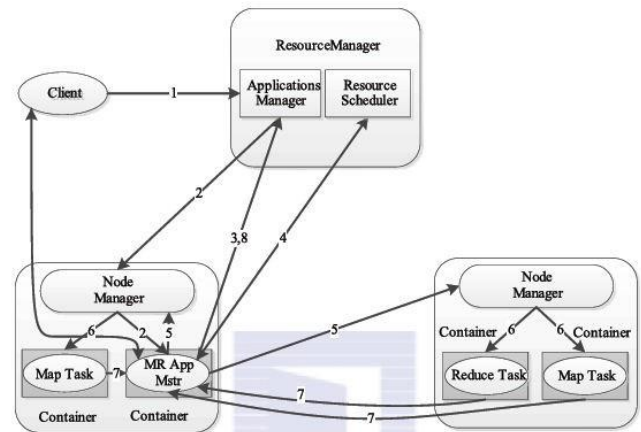 ResourceManager
Client
1
Applications
Manager
Resource
Scheduler
2
3,8
4
Node
Manager
6
2
5
Map Task
7
MR App
Mstr
Container
Container
5
Node
Manager
Container
6
6
Container
Reduce Task
Map Task
7
7